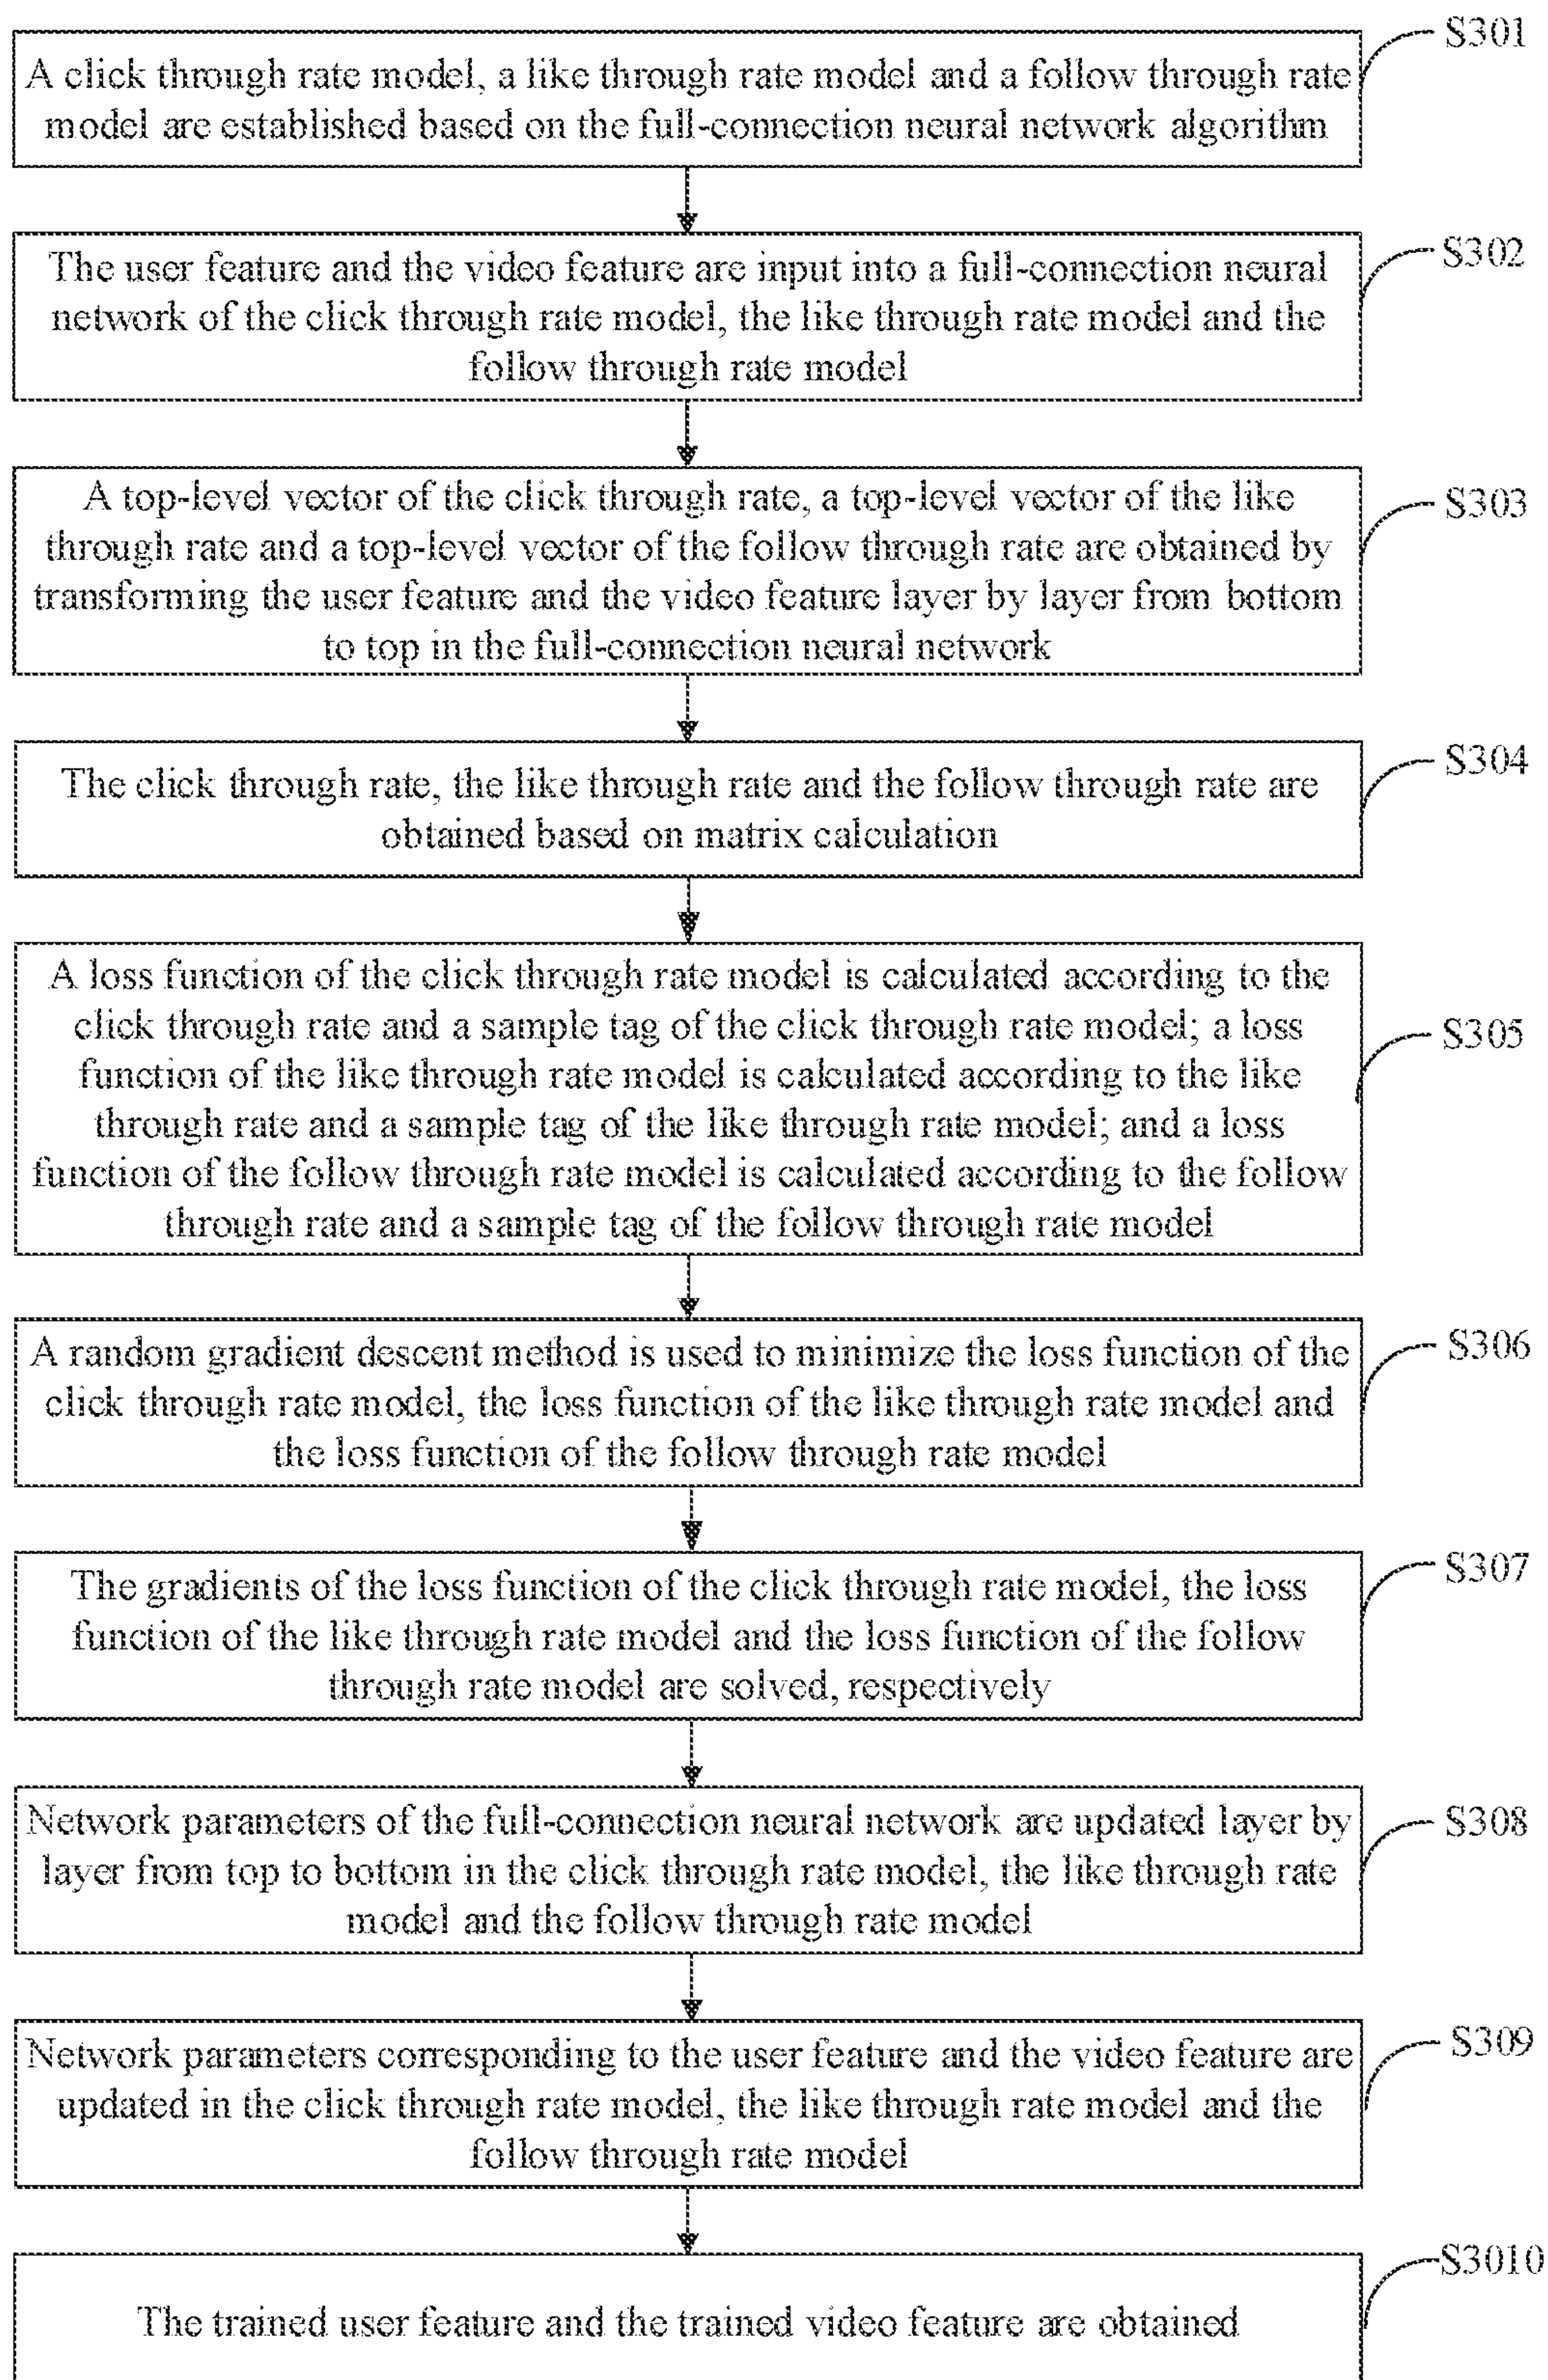 S301
A click through rate model, a like through rate model and a follow through rate
model are established based on the full-connection neural network algorithm
S302
The user feature and the video feature are input into a full-connection neural
network of the click through rate model, the like through rate model and the
follow through rate model
S303
A top-level vector of the click through rate, a top-level vector of the like
through rate and a top-level vector of the follow through rate are obtained by
transforming the user feature and the video feature layer by layer from bottom
to top in the full-connection neural network
S304
The click through rate, the like through rate and the follow through rate are
obtained based on matrix calculation
S305
A loss function of the click through rate model is calculated according to the
click through rate and a sample tag of the click through rate model; a loss
function of the like through rate model is calculated according to the like
through rate and a sample tag of the like through rate model; and a loss
function of the follow through rate model is calculated according to the follow
through rate and a sample tag of the follow through rate model
S306
A random gradient descent method is used to minimize the loss function of the
click through rate model, the loss function of the like through rate model and
the loss function of the follow through rate model
S307
The gradients of the loss function of the click through rate model, the loss
function of the like through rate model and the loss function of the follow
through rate model are solved, respectively
S308
Network parameters of the full-connection neural network are updated layer by
layer from top to bottom in the click through rate model, the like through rate
model and the follow through rate model
S309
Network parameters corresponding to the user feature and the video feature are
updated in the click through rate model, the like through rate model and the
follow through rate model
S3010
The trained user feature and the trained video feature are obtained